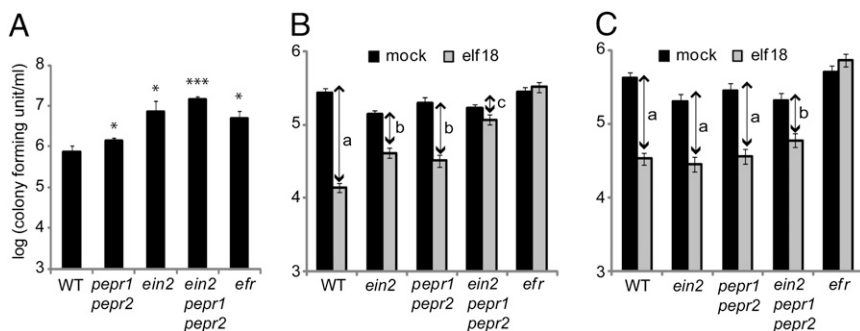 A
log (colony forming unit/ml)
8
7
6
5
4
3
*
*
***
*
WT
pepr1
pepr2
ein2
ein2
pepr1
pepr2
efr
B
mock
elf18
6
5
4
3
a
b
b
c
WT
ein2
pepr1
pepr2
ein2
pepr1
pepr2
efr
C
mock
elf18
6
5
4
3
a
a
a
b
WT
ein2
pepr1
pepr2
ein2
pepr1
pepr2
efr